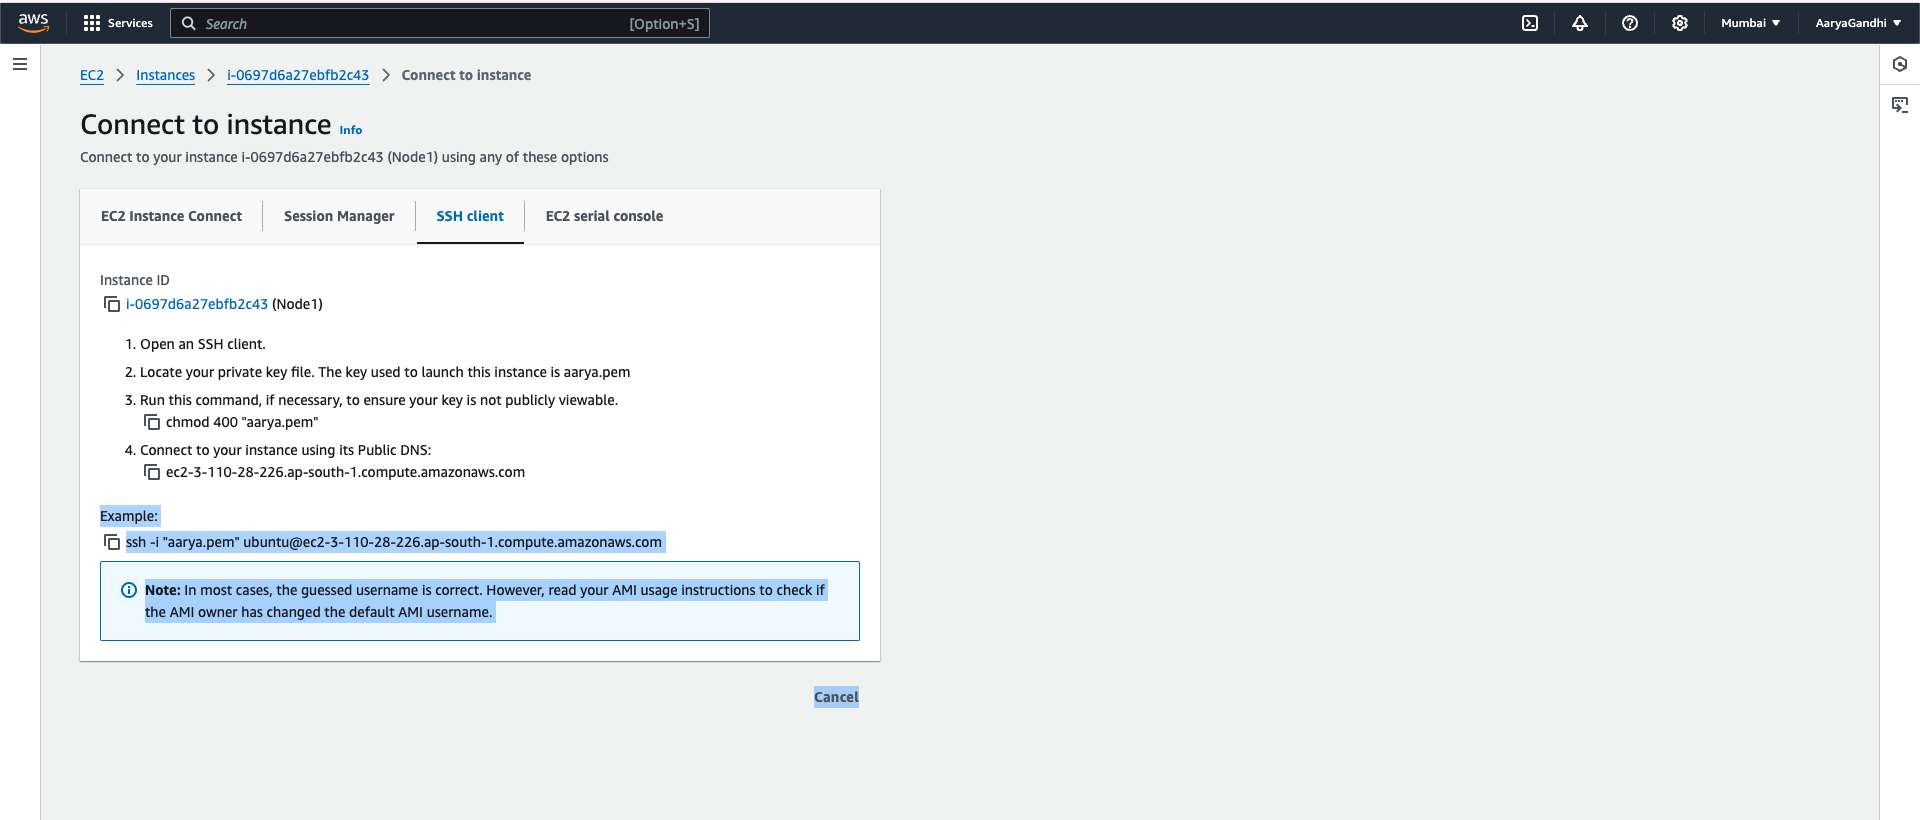 aws Services Search [Option+S] Mumbai AaryaGandhi
EC2 Instances i-0697d6a27ebfb2c43 Connect to instance
Connect to instance Info
Connect to your instance i-0697d6a27ebfb2c43 (Node1) using any of these options
EC2 Instance Connect Session Manager SSH client EC2 serial console
Instance ID
i-0697d6a27ebfb2c43 (Node1)
1. Open an SSH client.
2. Locate your private key file. The key used to launch this instance is aarya.pem
3. Run this command, if necessary, to ensure your key is not publicly viewable.
chmod 400 "aarya.pem"
4. Connect to your instance using its Public DNS:
ec2-3-110-28-226.ap-south-1.compute.amazonaws.com
Example:
ssh -i "aarya.pem" ubuntu@ec2-3-110-28-226.ap-south-1.compute.amazonaws.com
Note: In most cases, the guessed username is correct. However, read your AMI usage instructions to check if
the AMI owner has changed the default AMI username.
Cancel